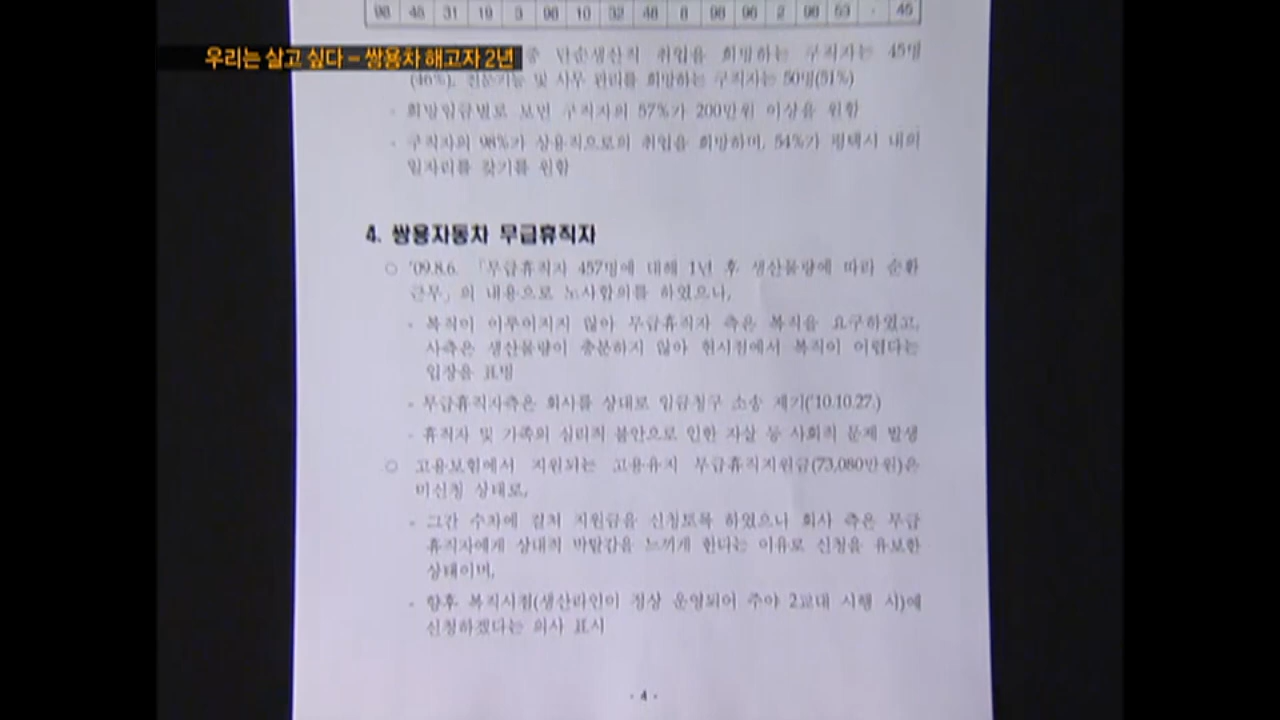 98 48 31 19 3 98 10 32 48 8 98 96 2 98 53 - 45
우리는 살고 싶다 - 쌍용차 해고자 2년
중 단순생산직 취업을 희망하는 구직자는 45명
(46%), 전문기능 및 사무 관리를 희망하는 구직자는 50명(51%)
- 희망임금별로 보면 구직자의 57%가 200만원 이상을 원함
- 구직자의 98%가 상용직으로의 취업을 희망하며, 54%가 평택시 내의
일자리를 갖기를 원함
4. 쌍용자동차 무급휴직자
○ '09.8.6. 「무급휴직자 457명에 대해 1년 후 생산물량에 따라 순환
근무」의 내용으로 노사합의를 하였으나,
- 복직이 이루어지지 않아 무급휴직자 측은 복직을 요구하였고,
사측은 생산물량이 충분하지 않아 현시점에서 복직이 어렵다는
입장을 표명
- 무급휴직자측은 회사를 상대로 임금청구 소송 제기('10.10.27.)
- 휴직자 및 가족의 심리적 불안으로 인한 자살 등 사회적 문제 발생
○ 고용보험에서 지원되는 고용유지 무급휴직지원금(73,080만원)은
미신청 상태로,
- 그간 수차에 걸쳐 지원금을 신청토록 하였으나 회사 측은 무급
휴직자에게 상대적 박탈감을 느끼게 한다는 이유로 신청을 유보한
상태이며,
- 향후 복직시점(생산라인이 정상 운영되어 주야 2교대 시행 시)에
신청하겠다는 의사 표시
- 4 -